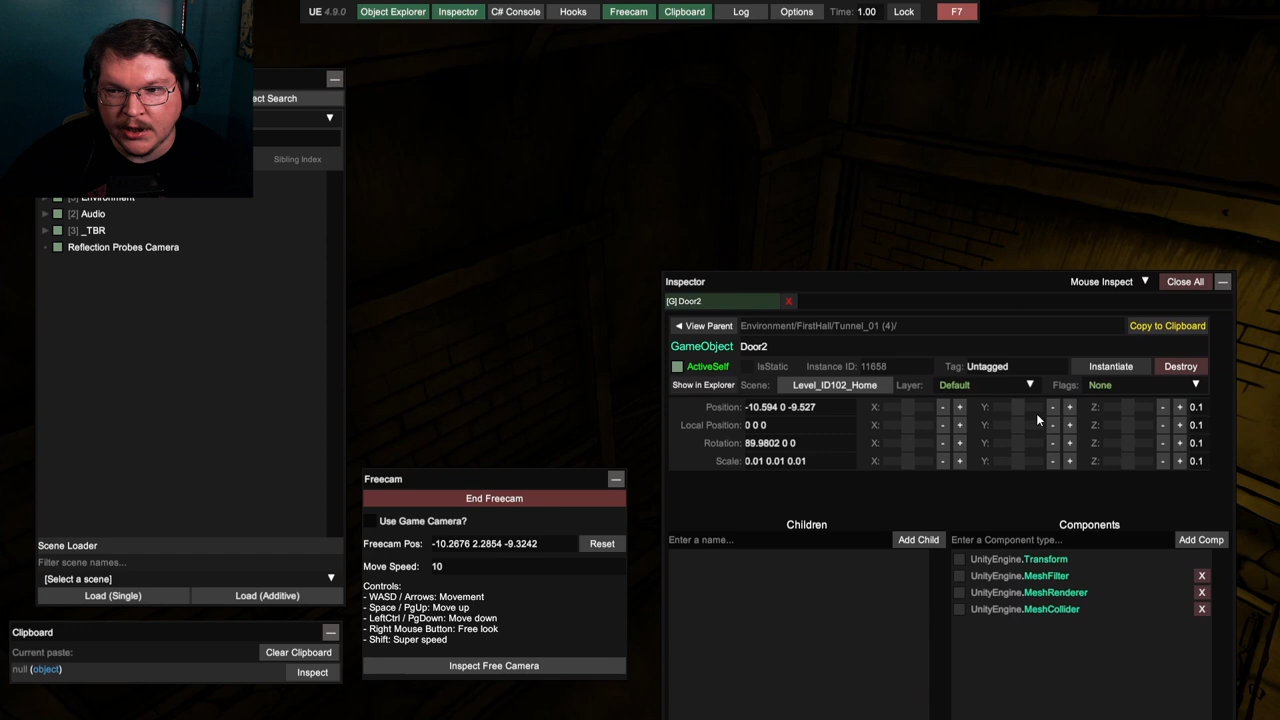 UE 4.9.0 Object Explorer Inspector C# Console Hooks Freecam Clipboard Log Options Time: 1.00 Lock F7
ect Search
Sibling Index
Environment
[2] Audio
[3] _TBR
Reflection Probes Camera
Scene Loader
Filter scene names...
[Select a scene]
Load (Single) Load (Additive)
Clipboard
Current paste: Clear Clipboard
null (object) Inspect
Freecam
End Freecam
Use Game Camera?
Freecam Pos: -10.2676 2.2854 -9.3242 Reset
Move Speed: 10
Controls:
- WASD / Arrows: Movement
- Space / PgUp: Move up
- LeftCtrl / PgDown: Move down
- Right Mouse Button: Free look
- Shift: Super speed
Inspect Free Camera
Inspector Mouse Inspect Close All
[G] Door2 X
View Parent Environment/FirstHall/Tunnel_01 (4)/ Copy to Clipboard
GameObject Door2
ActiveSelf IsStatic Instance ID: 11658 Tag: Untagged Instantiate Destroy
Show in Explorer Scene: Level_ID102_Home Layer: Default Flags: None
Position: -10.594 0 -9.527 X: - + Y: - + Z: - + 0.1
Local Position: 0 0 0 X: - + Y: - + Z: - + 0.1
Rotation: 89.9802 0 0 X: - + Y: - + Z: - + 0.1
Scale: 0.01 0.01 0.01 X: - + Y: - + Z: - + 0.1
Children Components
Enter a name... Add Child Enter a Component type... Add Comp
UnityEngine.Transform
UnityEngine.MeshFilter X
UnityEngine.MeshRenderer X
UnityEngine.MeshCollider X